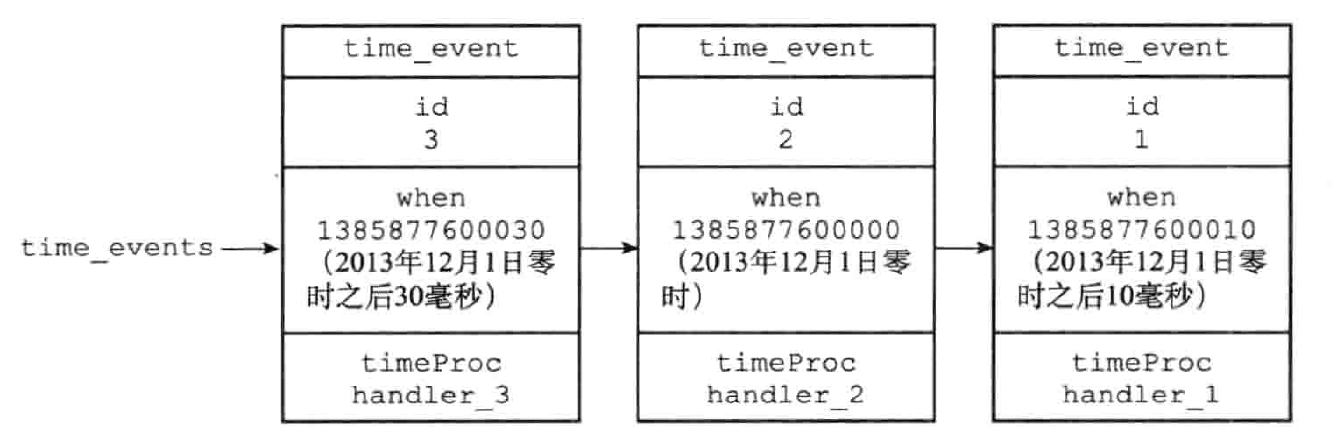 time_event
id
3
when
1385877600030
(2013年12月1日零
时之后30毫秒)
timeProc
handler_3
time_event
id
2
when
1385877600000
(2013年12月1日零
时)
timeProc
handler_2
time_event
id
1
when
1385877600010
(2013年12月1日零
时之后10毫秒)
timeProc
handler_1
time_events